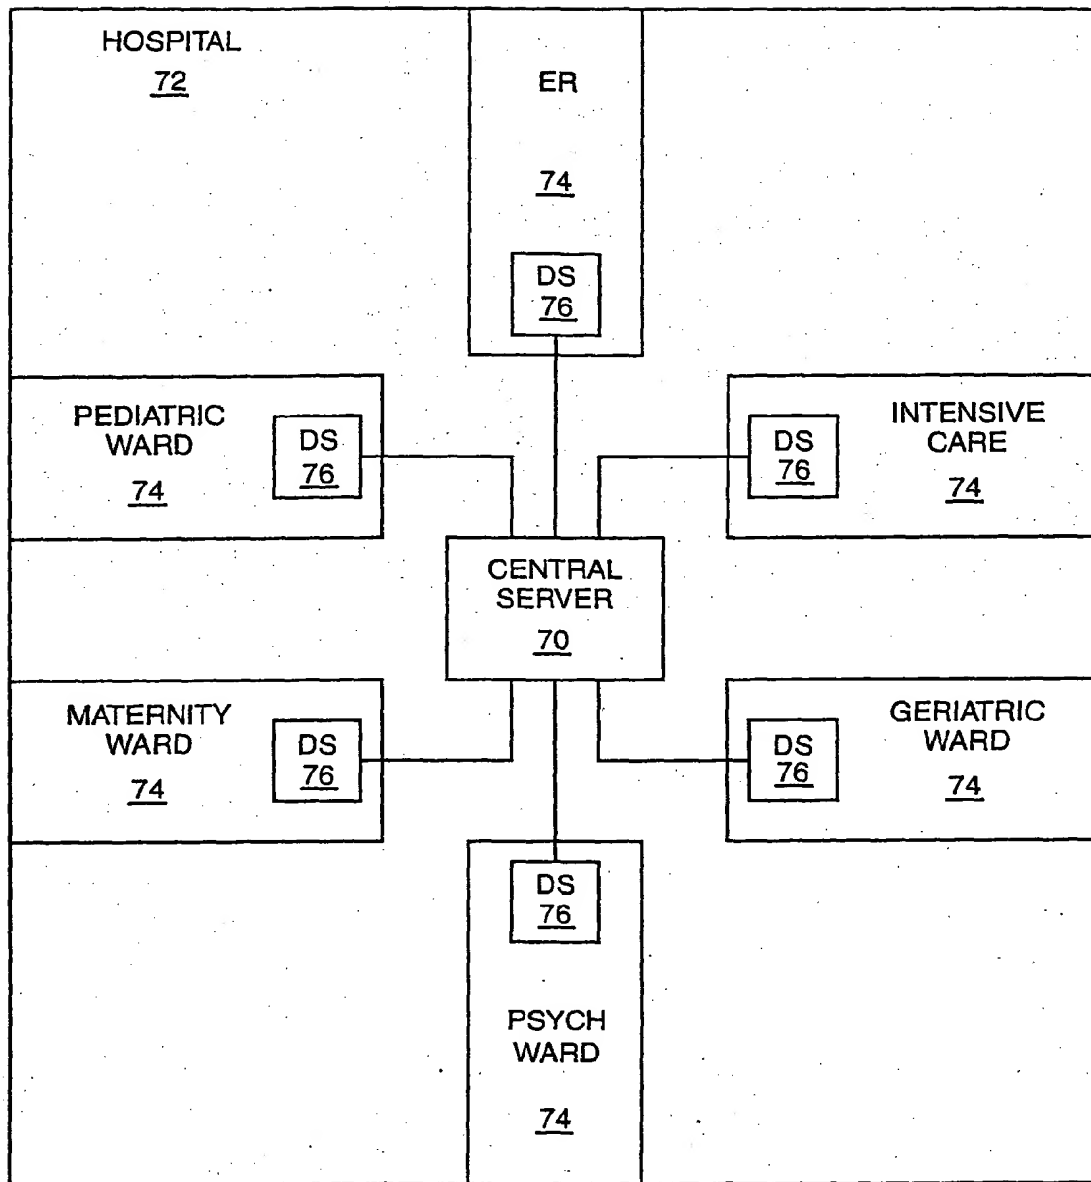 HOSPITAL
72
ER
74
DS
76
PEDIATRIC
WARD
74
DS
76
INTENSIVE
CARE
74
DS
76
CENTRAL
SERVER
70
MATERNITY
WARD
74
DS
76
GERIATRIC
WARD
74
DS
76
DS
76
PSYCH
WARD
74